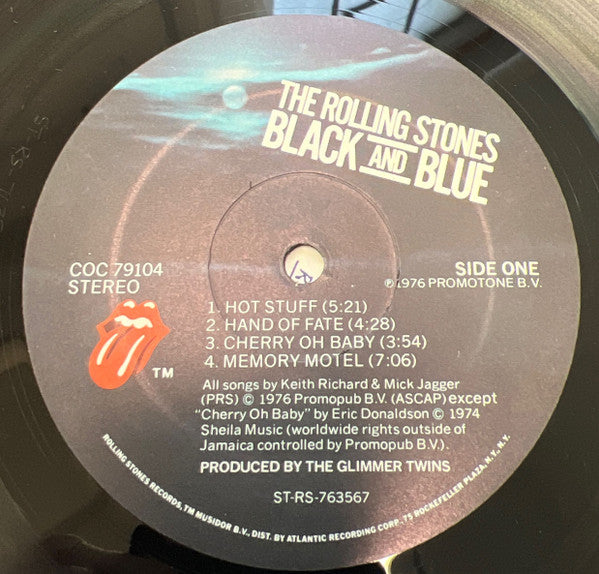 THE ROLLING STONES
BLACK AND BLUE
COC 79104
STEREO
SIDE ONE
℗1976 PROMOTONE B.V.
1. HOT STUFF (5:21)
2. HAND OF FATE (4:28)
3. CHERRY OH BABY (3:54)
4. MEMORY MOTEL (7:06)
TM
All songs by Keith Richard & Mick Jagger
(PRS) © 1976 Promopub B.V. (ASCAP) except
"Cherry Oh Baby" by Eric Donaldson © 1974
Sheila Music (worldwide rights outside of
Jamaica controlled by Promopub B.V.).
PRODUCED BY THE GLIMMER TWINS
ST-RS-763567
ROLLING STONES RECORDS, TM MUSIDOR B.V., DIST. BY ATLANTIC RECORDING CORP. 75 ROCKEFELLER PLAZA, N.Y., N.Y.